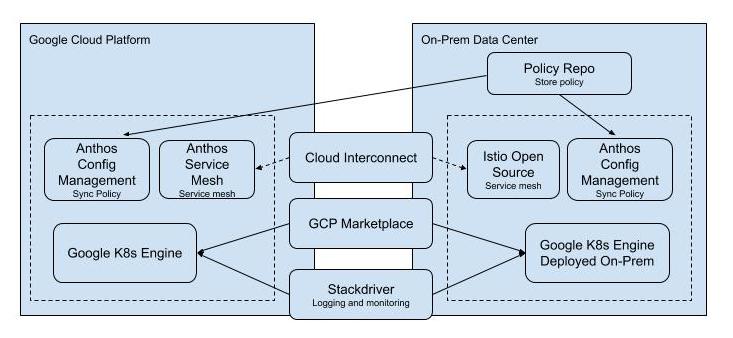 Google Cloud Platform
On-Prem Data Center
Policy Repo
Store policy
Anthos
Config
Management
Sync Policy
Anthos
Service
Mesh
Service mesh
Cloud Interconnect
Istio Open
Source
Service mesh
Anthos
Config
Management
Sync Policy
GCP Marketplace
Google K8s Engine
Google K8s Engine
Deployed On-Prem
Stackdriver
Logging and monitoring